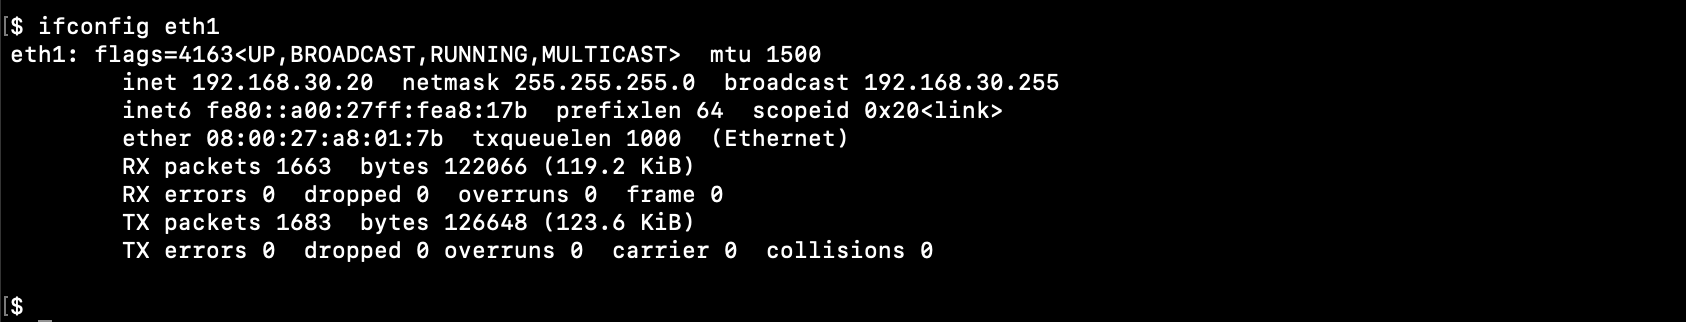 [$ ifconfig eth1
eth1: flags=4163<UP,BROADCAST,RUNNING,MULTICAST>  mtu 1500
        inet 192.168.30.20  netmask 255.255.255.0  broadcast 192.168.30.255
        inet6 fe80::a00:27ff:fea8:17b  prefixlen 64  scopeid 0x20<link>
        ether 08:00:27:a8:01:7b  txqueuelen 1000  (Ethernet)
        RX packets 1663  bytes 122066 (119.2 KiB)
        RX errors 0  dropped 0  overruns 0  frame 0
        TX packets 1683  bytes 126648 (123.6 KiB)
        TX errors 0  dropped 0 overruns 0  carrier 0  collisions 0
[$